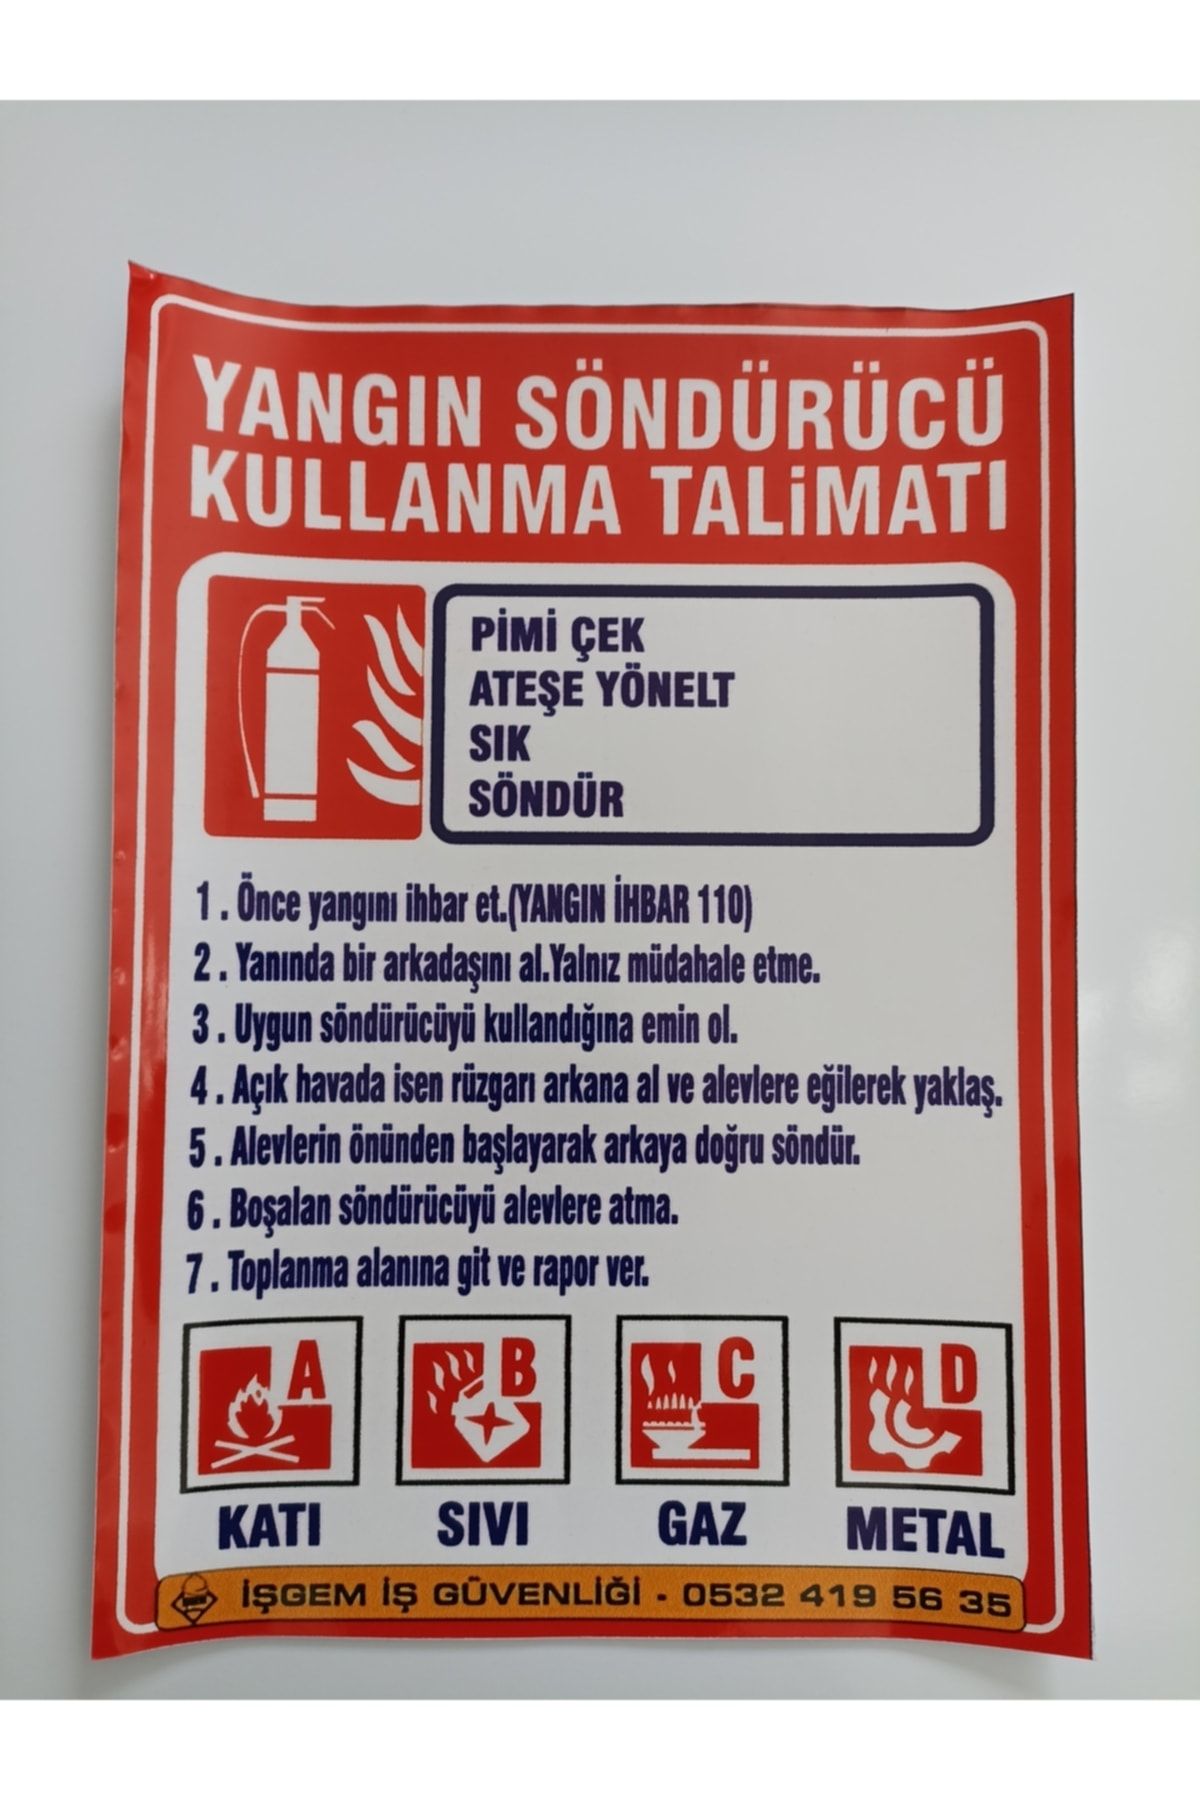 YANGIN SÖNDÜRÜCÜ
KULLANMA TALiMATI
PiMi ÇEK
ATEŞE YÖNELT
SIK
SÖNDÜR
1 . Önce yangını ihbar et.(YANGIN İHBAR 110)
2 . Yanında bir arkadaşını al.Yalnız müdahale etme.
3 . Uygun söndürücüyü kullandığına emin ol.
4 . Açık havada isen rüzgarı arkana al ve alevlere eğilerek yaklaş.
5 . Alevlerin önünden başlayarak arkaya doğru söndür.
6 . Boşalan söndürücüyü alevlere atma.
7 . Toplanma alanına git ve rapor ver.
A B C D
KATI SIVI GAZ METAL
İŞGEM İŞ GÜVENLİĞİ - 0532 419 56 35